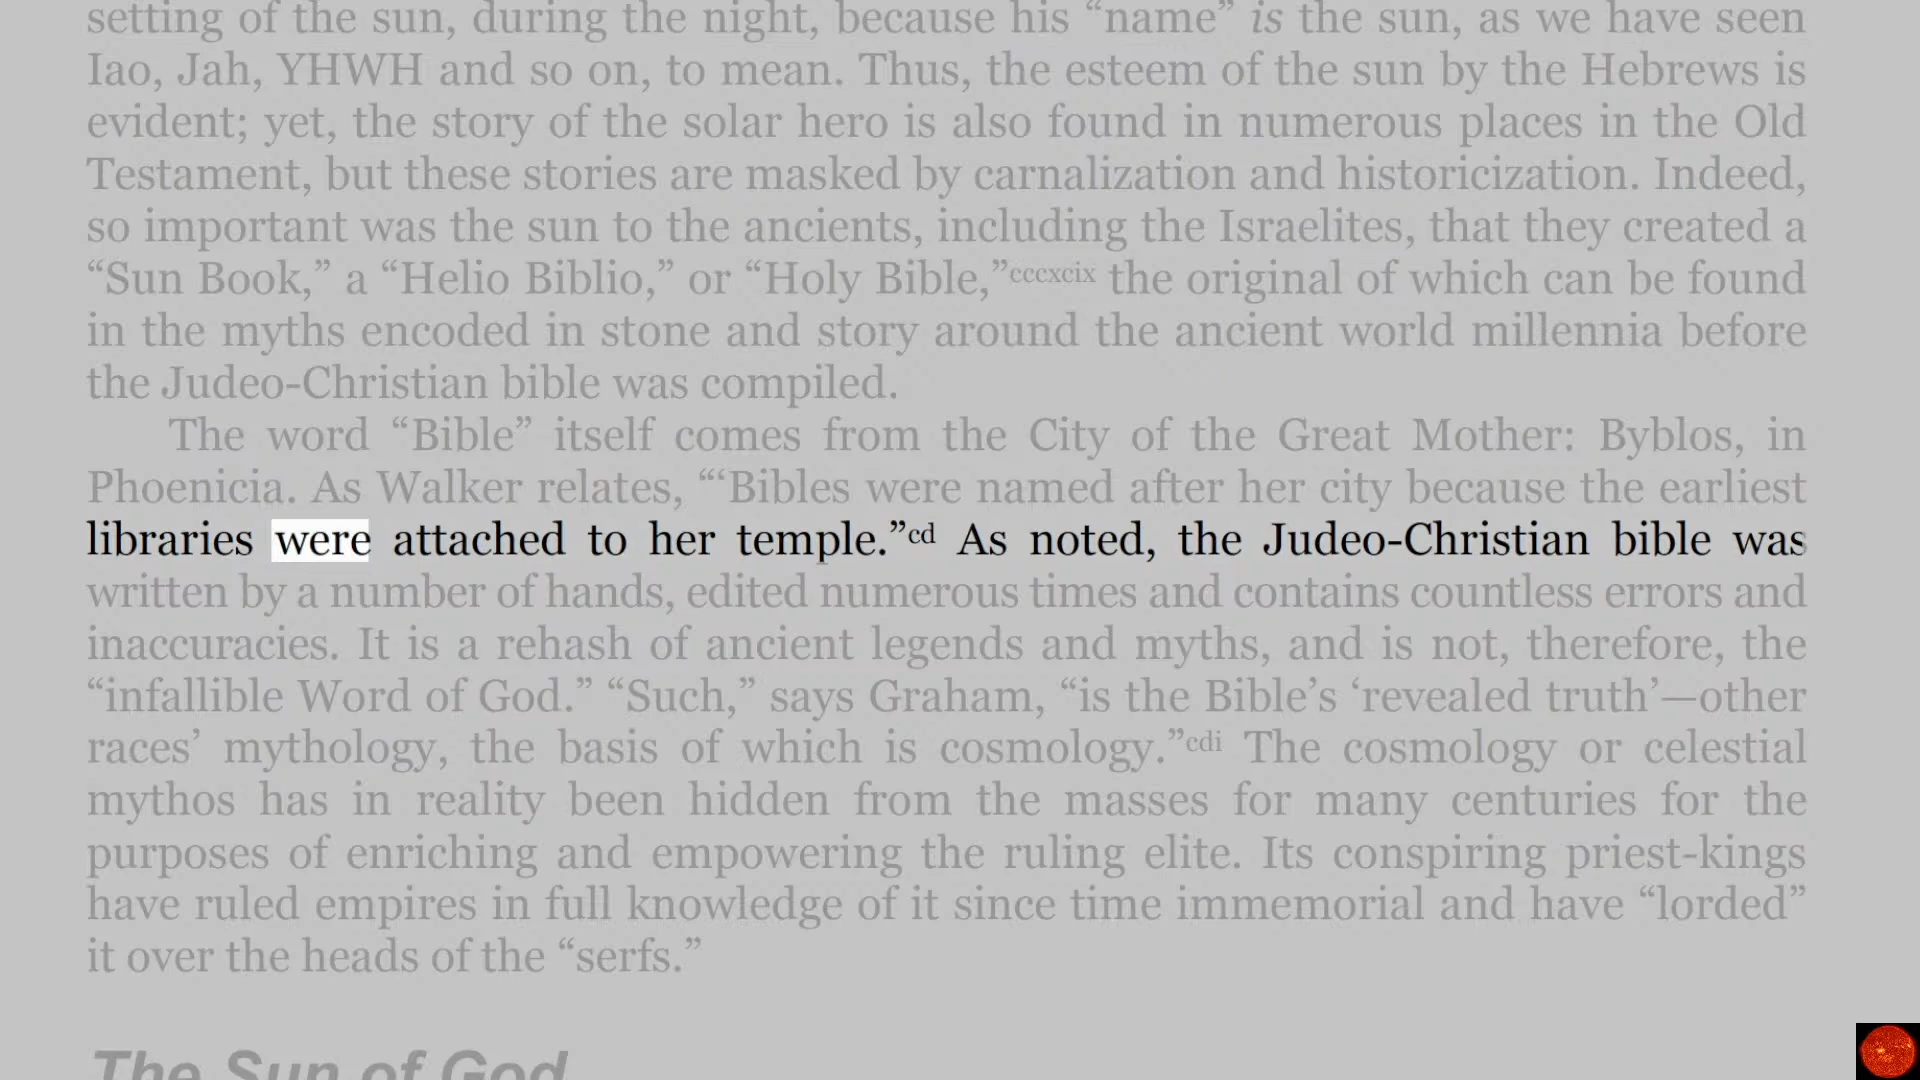 setting of the sun, during the night, because his “name” is the sun, as we have seen
Iao, Jah, YHWH and so on, to mean. Thus, the esteem of the sun by the Hebrews is
evident; yet, the story of the solar hero is also found in numerous places in the Old
Testament, but these stories are masked by carnalization and historicization. Indeed,
so important was the sun to the ancients, including the Israelites, that they created a
“Sun Book,” a “Helio Biblio,” or “Holy Bible,”cccxcix the original of which can be found
in the myths encoded in stone and story around the ancient world millennia before
the Judeo-Christian bible was compiled.
The word “Bible” itself comes from the City of the Great Mother: Byblos, in
Phoenicia. As Walker relates, “‘Bibles were named after her city because the earliest
libraries were attached to her temple.”cd As noted, the Judeo-Christian bible was
written by a number of hands, edited numerous times and contains countless errors and
inaccuracies. It is a rehash of ancient legends and myths, and is not, therefore, the
“infallible Word of God.” “Such,” says Graham, “is the Bible’s ‘revealed truth’—other
races’ mythology, the basis of which is cosmology.”cdi The cosmology or celestial
mythos has in reality been hidden from the masses for many centuries for the
purposes of enriching and empowering the ruling elite. Its conspiring priest-kings
have ruled empires in full knowledge of it since time immemorial and have “lorded”
it over the heads of the “serfs.”
The Sun of God